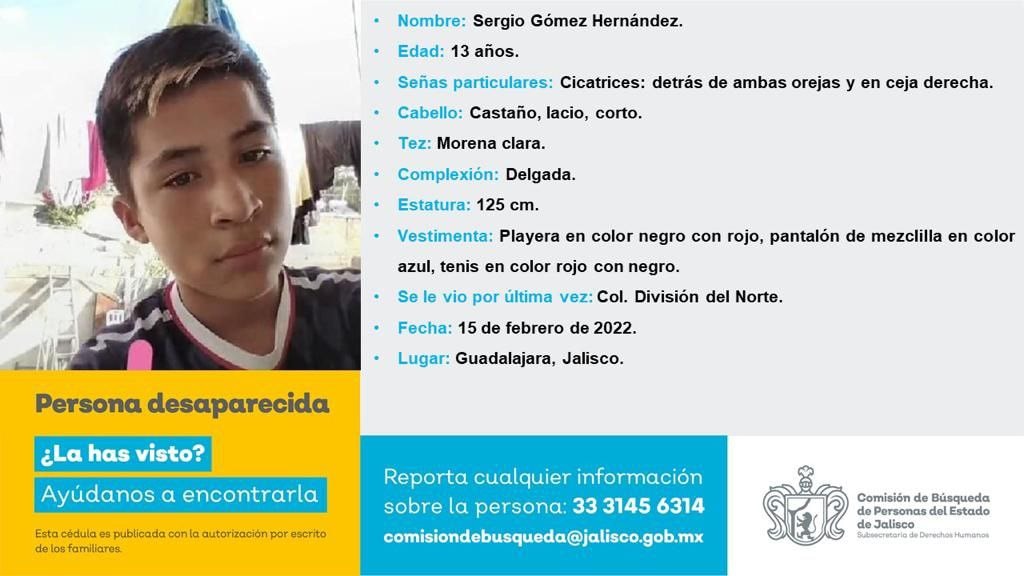 • Nombre: Sergio Gómez Hernández.
• Edad: 13 años.
• Señas particulares: Cicatrices: detrás de ambas orejas y en ceja derecha.
• Cabello: Castaño, lacio, corto.
• Tez: Morena clara.
• Complexión: Delgada.
• Estatura: 125 cm.
• Vestimenta: Playera en color negro con rojo, pantalón de mezclilla en color
azul, tenis en color rojo con negro.
• Se le vio por última vez: Col. División del Norte.
• Fecha: 15 de febrero de 2022.
• Lugar: Guadalajara, Jalisco.
Persona desaparecida
¿La has visto?
Ayúdanos a encontrarla
Esta cédula es publicada con la autorización por escrito
de los familiares.
Reporta cualquier información
sobre la persona: 33 3145 6314
comisiondebusqueda@jalisco.gob.mx
Comisión de Búsqueda
de Personas del Estado
de Jalisco
Subsecretaría de Derechos Humanos